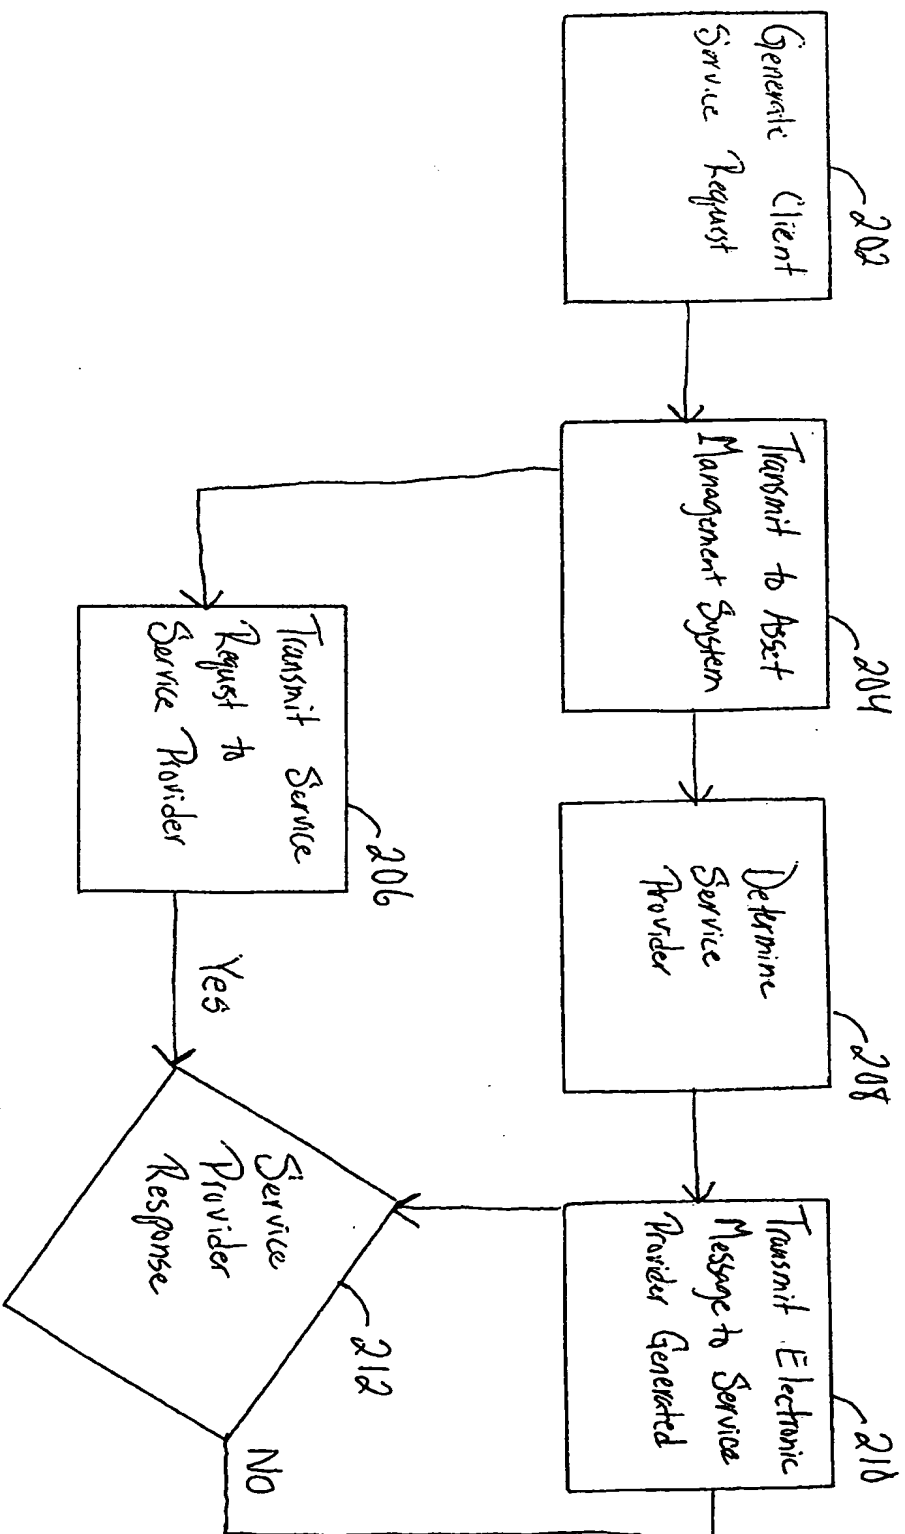 Generate Client
Service Request
202
Transmit to Asset
Management System
204
Transmit Service
Request to
Service Provider
206
Determine
Service
Provider
208
Transmit Electronic
Message to Service
Provider Generated
210
Yes
Service
Provider
Response
212
No